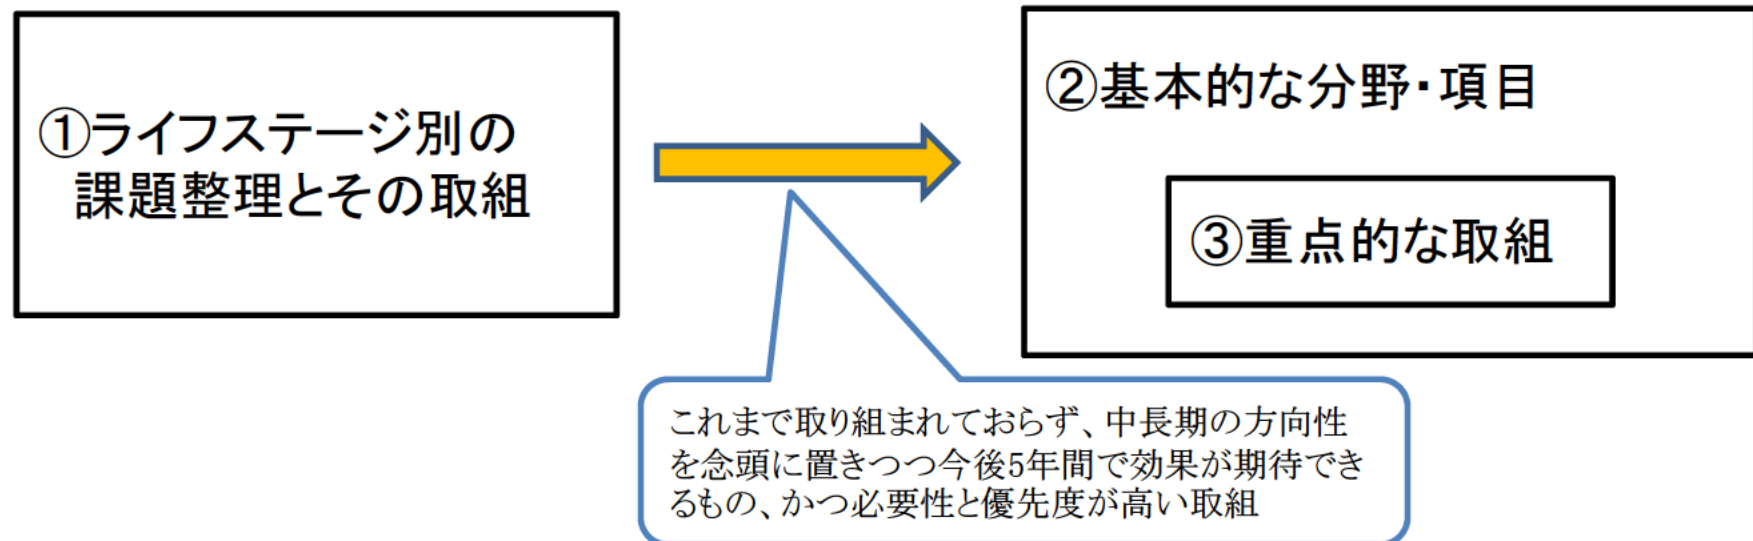 ①ライフステージ別の
課題整理とその取組
②基本的な分野・項目
③重点的な取組
これまで取り組まれておらず、中長期の方向性
を念頭に置きつつ今後5年間で効果が期待でき
るもの、かつ必要性と優先度が高い取組